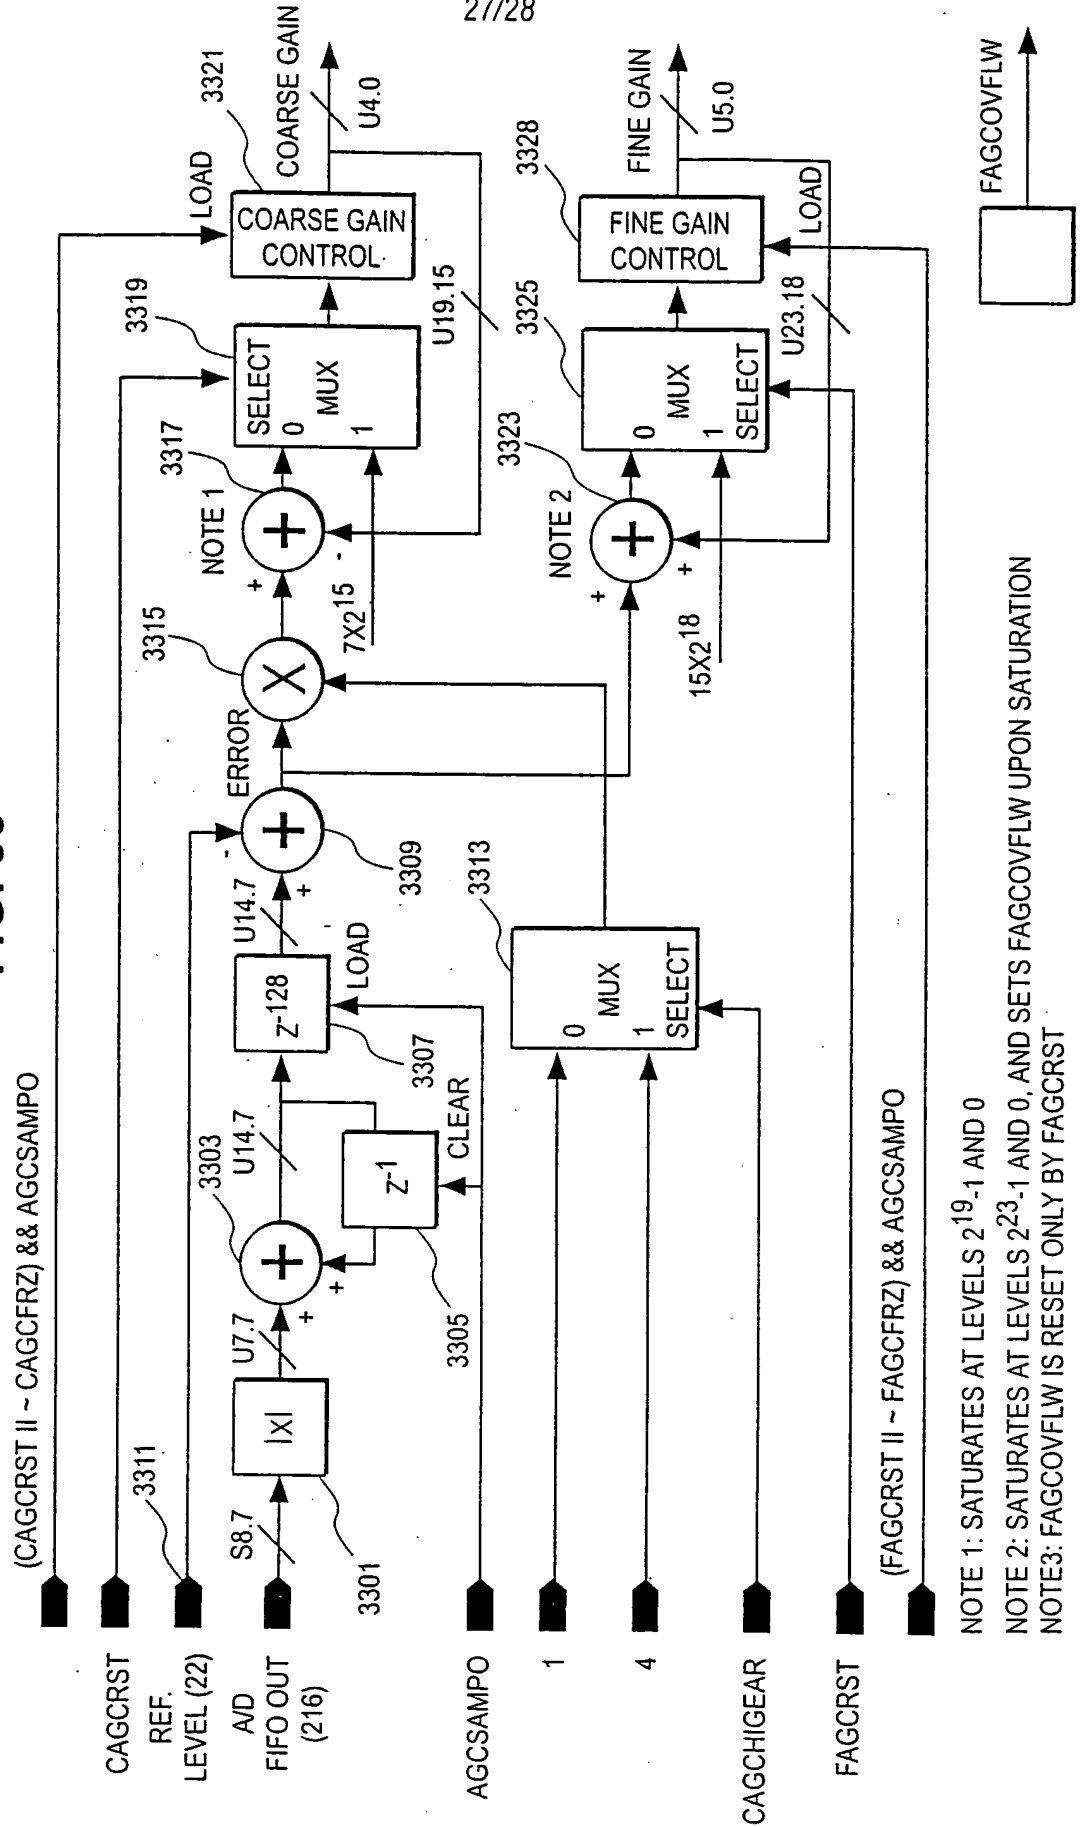 27/28
(CAGCRST II ~ CAGCFRZ) && AGCSAMPO
CAGCRST
REF.
LEVEL (22)
3311
A/D
FIFO OUT
(216)
S8.7
|X|
3301
U7.7
+
+
+
3303
U14.7
Z-1
3305
CLEAR
Z-128
3307
LOAD
U14.7
+
-
+
3309
ERROR
X
3315
+
+
-
NOTE 1
3317
7X2^15
SELECT
0
MUX
1
3319
LOAD
COARSE GAIN
CONTROL
3321
COARSE GAIN
U4.0
U19.15
AGCSAMPO
1
4
0
MUX
1
SELECT
3313
CAGCHIGEAR
+
+
+
NOTE 2
3323
15X2^18
0
MUX
1
SELECT
3325
FINE GAIN
CONTROL
3328
LOAD
FINE GAIN
U5.0
U23.18
FAGCRST
(FAGCRST II ~ FAGCFRZ) && AGCSAMPO
FAGCOVFLW
NOTE 1: SATURATES AT LEVELS 2^19-1 AND 0
NOTE 2: SATURATES AT LEVELS 2^23-1 AND 0, AND SETS FAGCOVFLW UPON SATURATION
NOTE3: FAGCOVFLW IS RESET ONLY BY FAGCRST